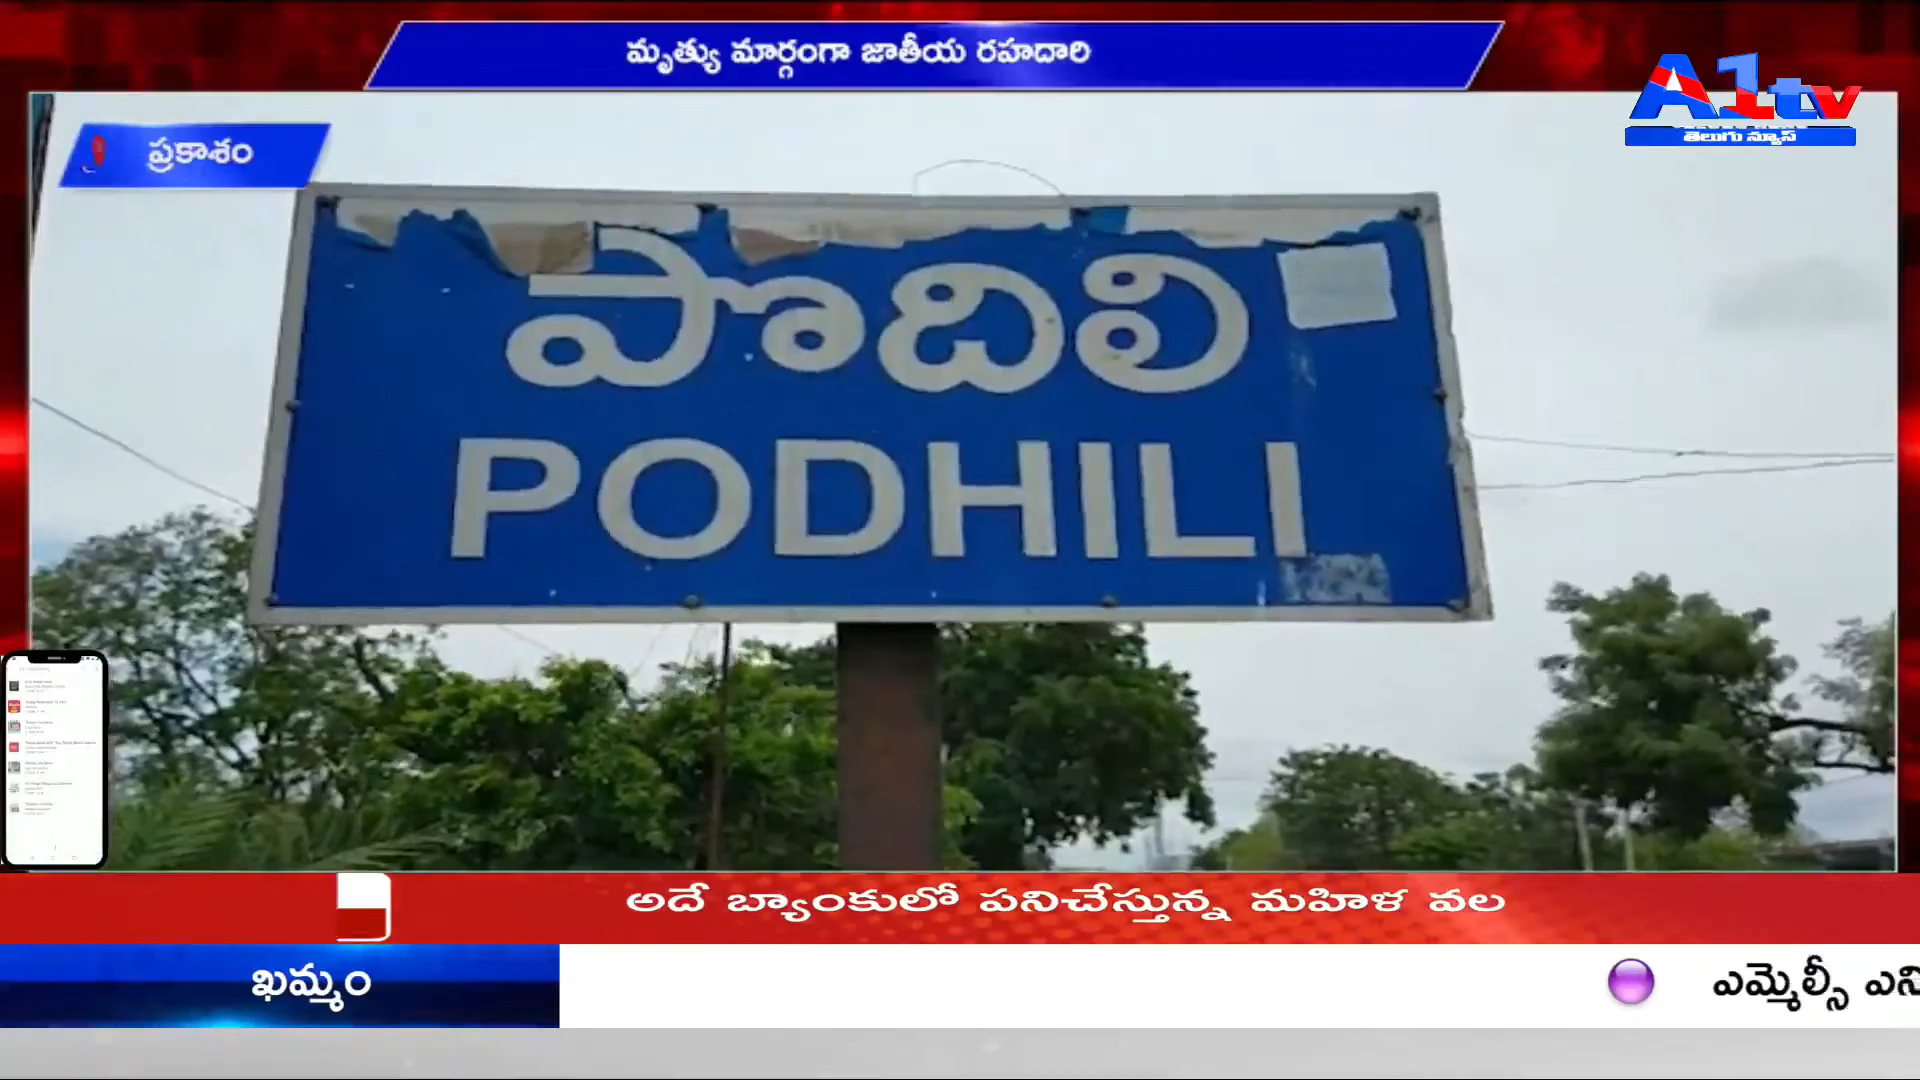 మృత్యు మార్గంగా జాతీయ రహదారి
A1tv
తెలుగు న్యూస్
ప్రకాశం
పొదిలి
PODHILI
అదే బ్యాంకులో పనిచేస్తున్న మహిళ వల
ఖమ్మం
ఎమ్మెల్సీ